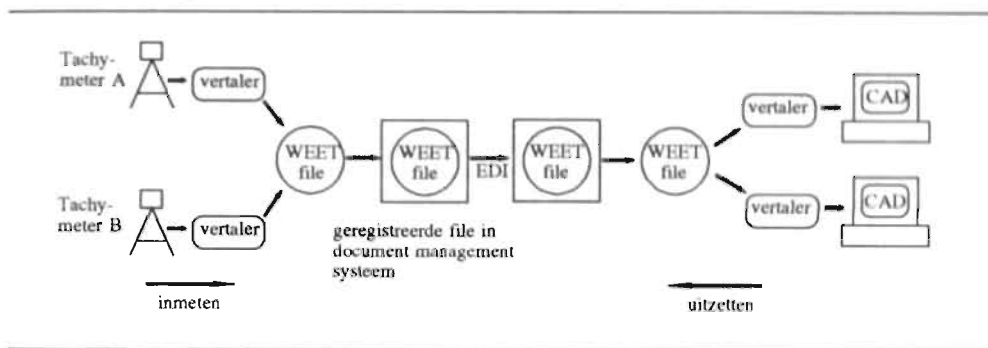 Tachy-
meter A
vertaler
WEET
file
WEET
file
EDI
WEET
file
WEET
file
vertaler
CAD
Tachy-
meter B
vertaler
vertaler
CAD
geregistreerde file in
document management
systeem
inmeten
uitzetten